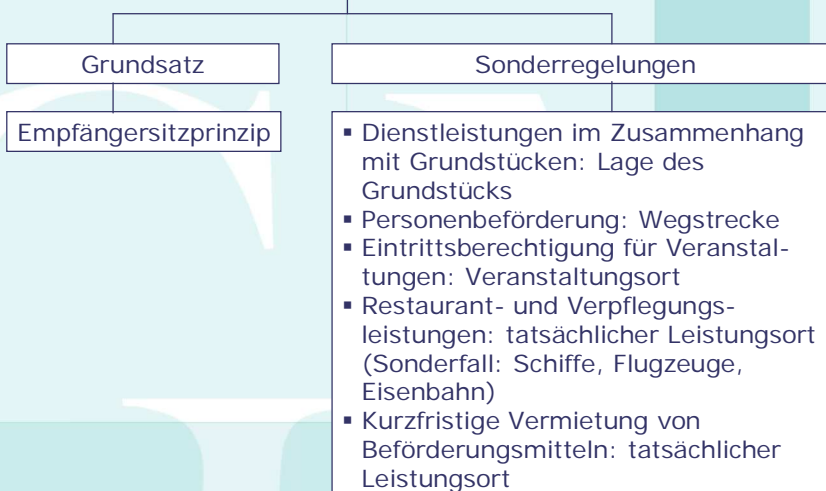 Grundsatz
Sonderregelungen
Empfängersitzprinzip
▪ Dienstleistungen im Zusammenhang
mit Grundstücken: Lage des
Grundstücks
▪ Personenbeförderung: Wegstrecke
▪ Eintrittsberechtigung für Veranstal-
tungen: Veranstaltungsort
▪ Restaurant- und Verpflegungs-
leistungen: tatsächlicher Leistungsort
(Sonderfall: Schiffe, Flugzeuge,
Eisenbahn)
▪ Kurzfristige Vermietung von
Beförderungsmitteln: tatsächlicher
Leistungsort